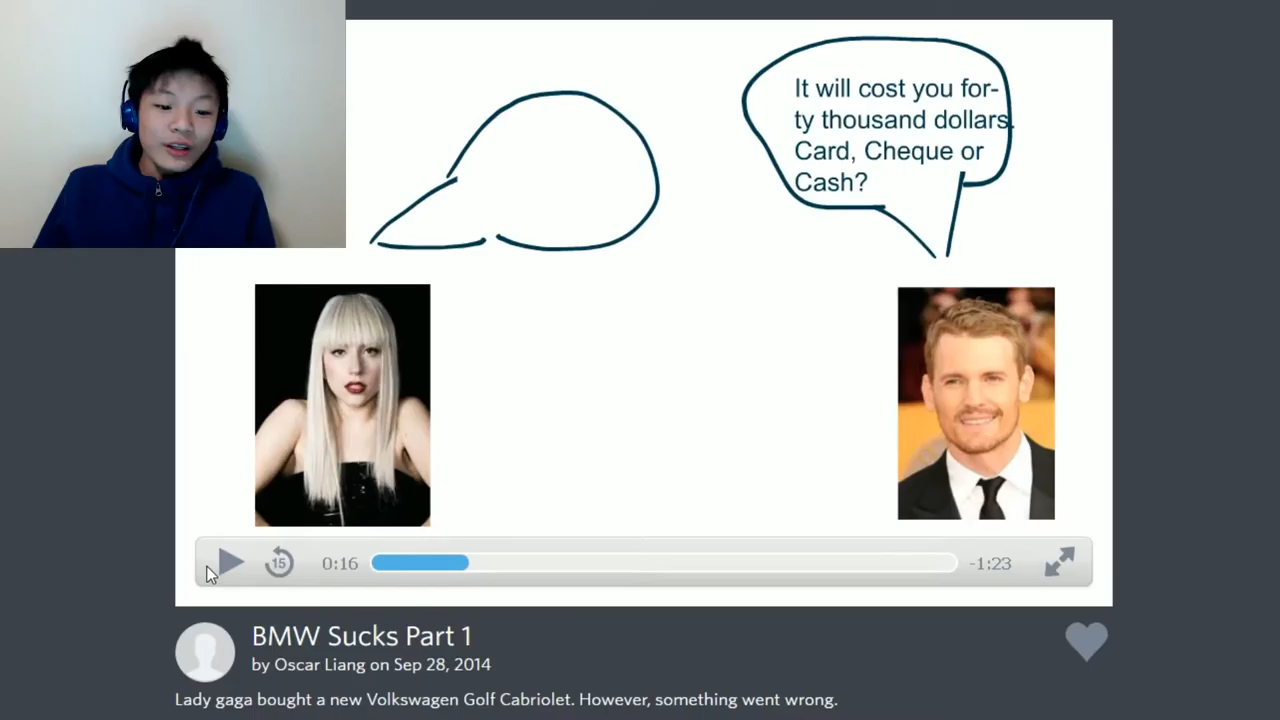 It will cost you for-
ty thousand dollars.
Card, Cheque or
Cash?
15
0:16
-1:23
BMW Sucks Part 1
by Oscar Liang on Sep 28, 2014
Lady gaga bought a new Volkswagen Golf Cabriolet. However, something went wrong.